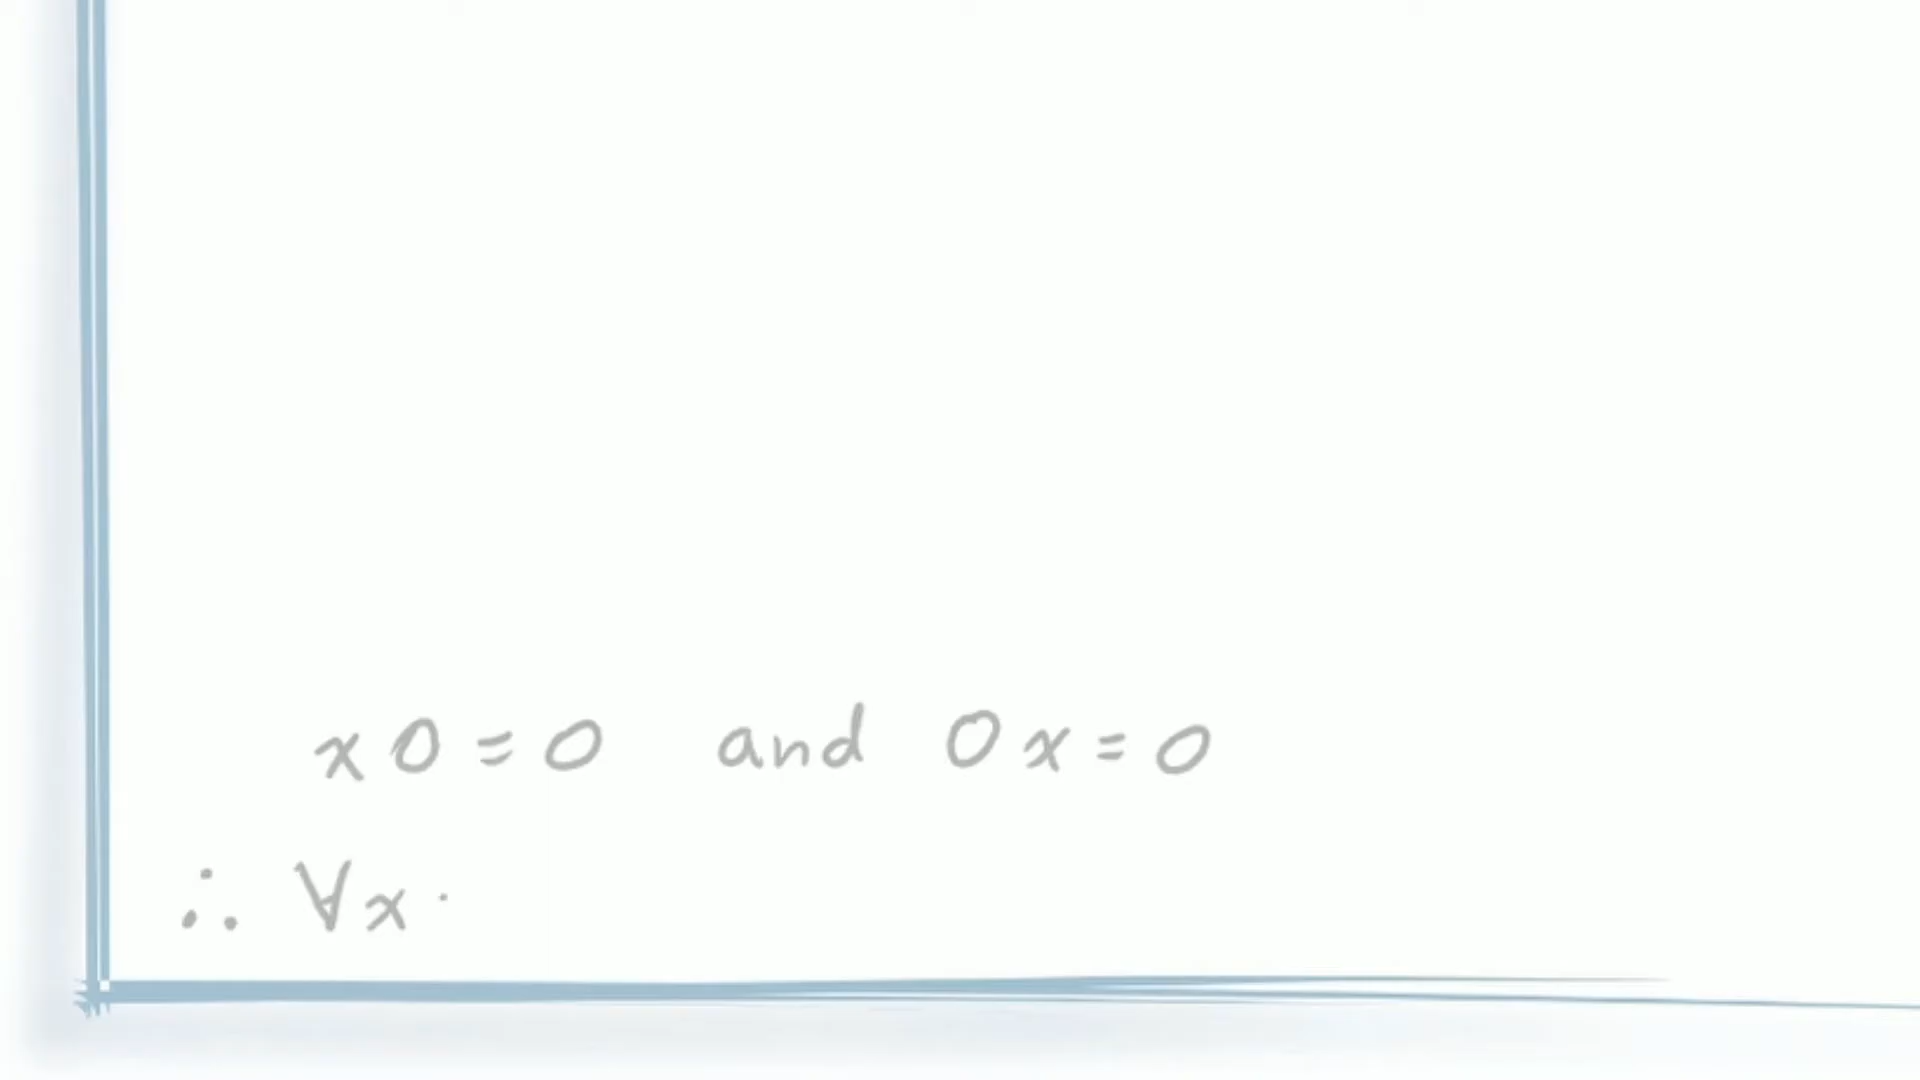 x0=0 and 0x=0
∴ ∀x·